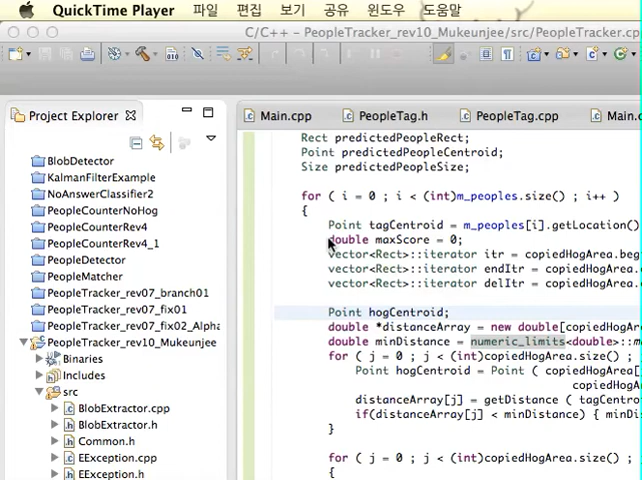 QuickTime Player 파일 편집 보기 공유 윈도우 도움말
C/C++ - PeopleTracker_rev10_Mukeunjee/src/PeopleTracker.cp
Project Explorer
Main.cpp PeopleTag.h PeopleTag.cpp Main.c
BlobDetector
KalmanFilterExample
NoAnswerClassifier2
PeopleCounterNoHog
PeopleCounterRev4
PeopleCounterRev4_1
PeopleDetector
PeopleMatcher
PeopleTracker_rev07_branch01
PeopleTracker_rev07_fix01
PeopleTracker_rev07_fix02_Alpha
PeopleTracker_rev10_Mukeunjee
Binaries
Includes
src
BlobExtractor.cpp
BlobExtractor.h
Common.h
EException.cpp
EException.h
Rect predictedPeopleRect;
Point predictedPeopleCentroid;
Size predictedPeopleSize;
for ( i = 0 ; i < (int)m_peoples.size() ; i++ )
{
Point tagCentroid = m_peoples[i].getLocation()
double maxScore = 0;
vector<Rect>::iterator itr = copiedHogArea.beg
vector<Rect>::iterator endItr = copiedHogArea.
vector<Rect>::iterator delItr = copiedHogArea.
Point hogCentroid;
double *distanceArray = new double[copiedHogAr
double minDistance = numeric_limits<double>::m
for ( j = 0 ; j < (int)copiedHogArea.size() ;
Point hogCentroid = Point ( copiedHogArea[
copiedHogA
distanceArray[j] = getDistance ( tagCentro
if(distanceArray[j] < minDistance) { minDi
}
for ( j = 0 ; j < (int)copiedHogArea.size() ;
{